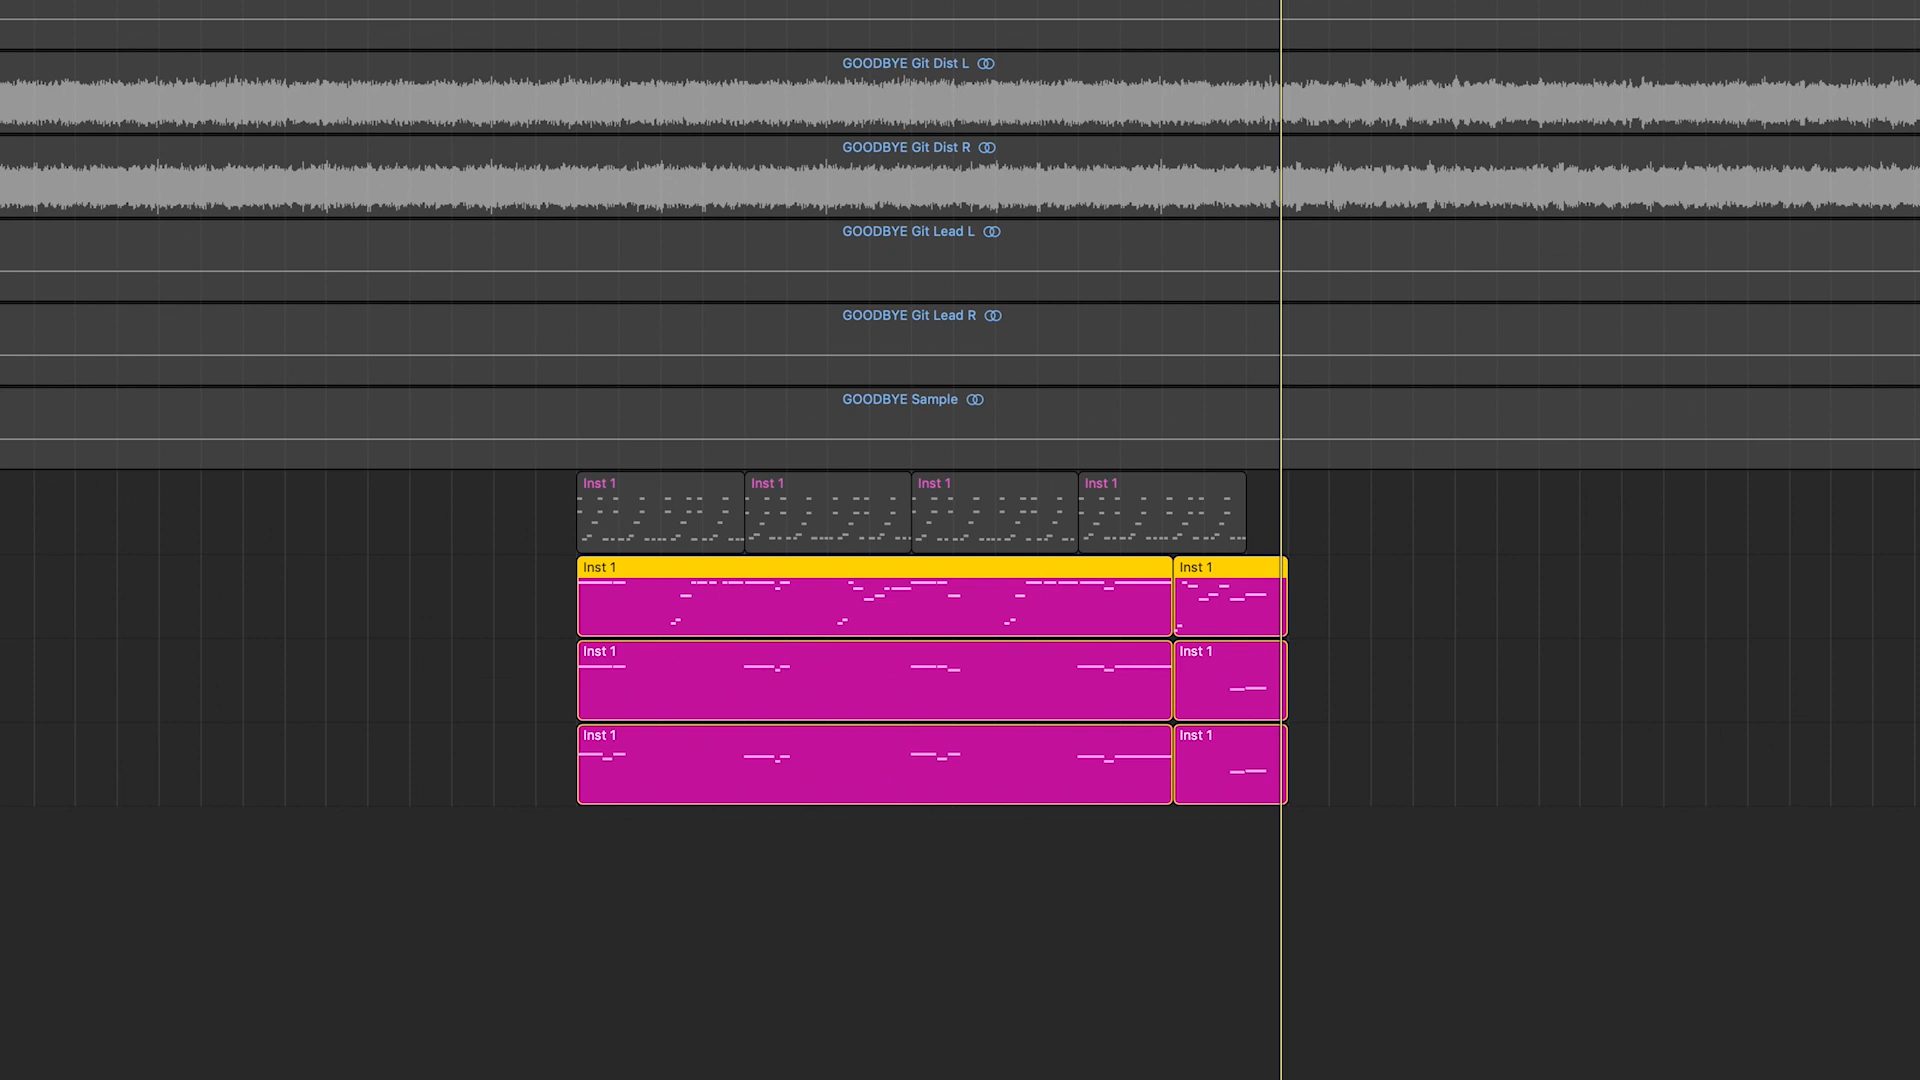 GOODBYE Git Dist L
GOODBYE Git Dist R
GOODBYE Git Lead L
GOODBYE Git Lead R
GOODBYE Sample
Inst 1 Inst 1 Inst 1 Inst 1
Inst 1 Inst 1
Inst 1 Inst 1
Inst 1 Inst 1